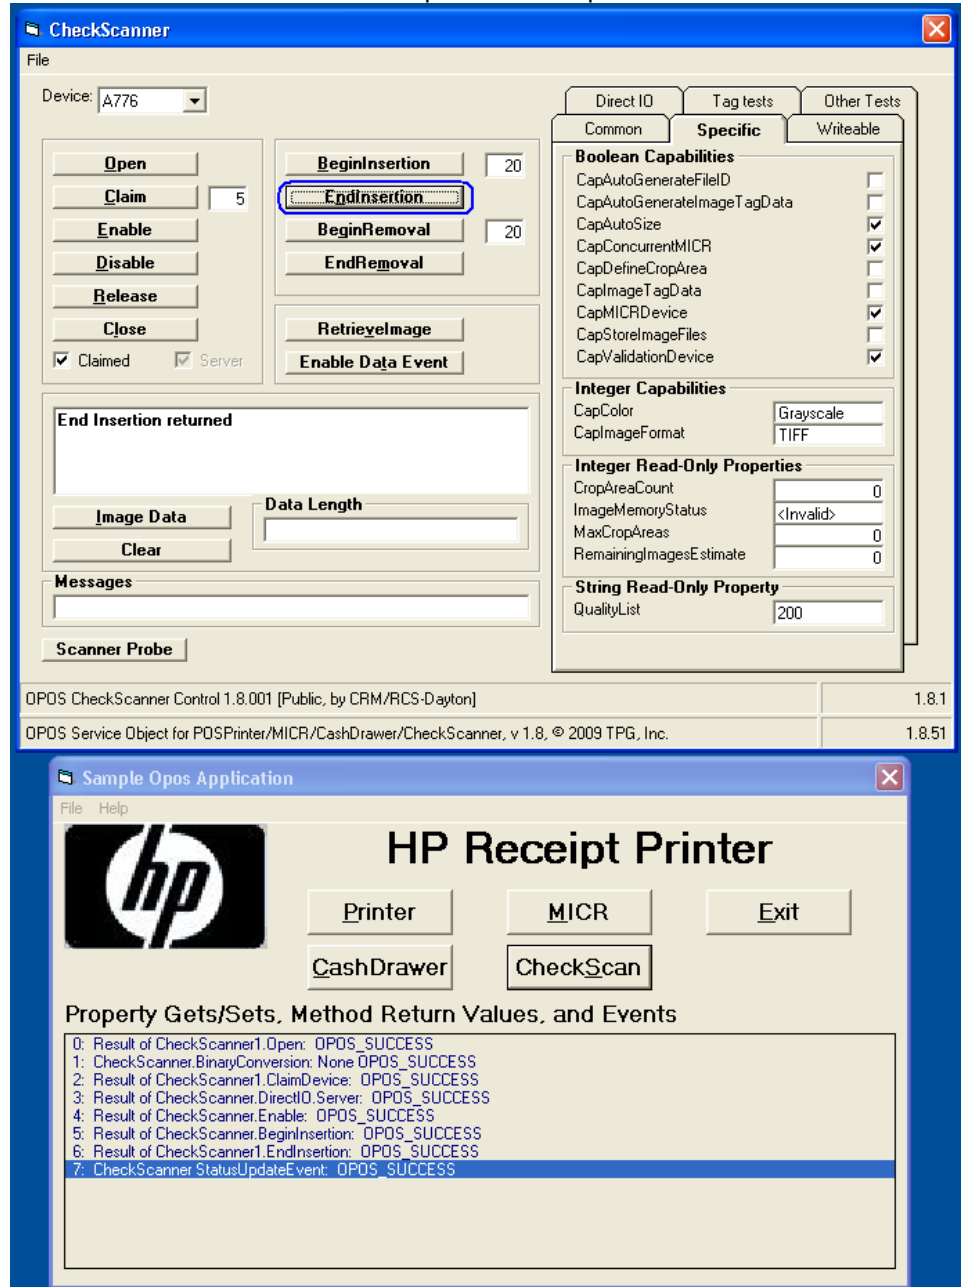 CheckScanner
File
Device: A776
Open
Claim 5
Enable
Disable
Release
Close
Claimed Server
BeginInsertion 20
EndInsertion
BeginRemoval 20
EndRemoval
RetrieveImage
Enable Data Event
End Insertion returned
Image Data
Clear
Data Length
Messages
Scanner Probe
Direct IO Tag tests Other Tests
Common Specific Writeable
Boolean Capabilities
CapAutoGenerateFileID
CapAutoGenerateImageTagData
CapAutoSize
CapConcurrentMICR
CapDefineCropArea
CapImageTagData
CapMICRDevice
CapStoreImageFiles
CapValidationDevice
Integer Capabilities
CapColor Grayscale
CapImageFormat TIFF
Integer Read-Only Properties
CropAreaCount 0
ImageMemoryStatus <Invalid>
MaxCropAreas 0
RemainingImagesEstimate 0
String Read-Only Property
QualityList 200
OPOS CheckScanner Control 1.8.001 [Public, by CRM/RCS-Dayton] 1.8.1
OPOS Service Object for POSPrinter/MICR/CashDrawer/CheckScanner, v 1.8, © 2009 TPG, Inc. 1.8.51
Sample Opos Application
File Help
hp
HP Receipt Printer
Printer MICR Exit
CashDrawer CheckScan
Property Gets/Sets, Method Return Values, and Events
0: Result of CheckScanner1.Open: OPOS_SUCCESS
1: CheckScanner.BinaryConversion: None OPOS_SUCCESS
2: Result of CheckScanner1.ClaimDevice: OPOS_SUCCESS
3: Result of CheckScanner.DirectIO.Server: OPOS_SUCCESS
4: Result of CheckScanner.Enable: OPOS_SUCCESS
5: Result of CheckScanner.BeginInsertion: OPOS_SUCCESS
6: Result of CheckScanner1.EndInsertion: OPOS_SUCCESS
7: CheckScanner StatusUpdateEvent: OPOS_SUCCESS